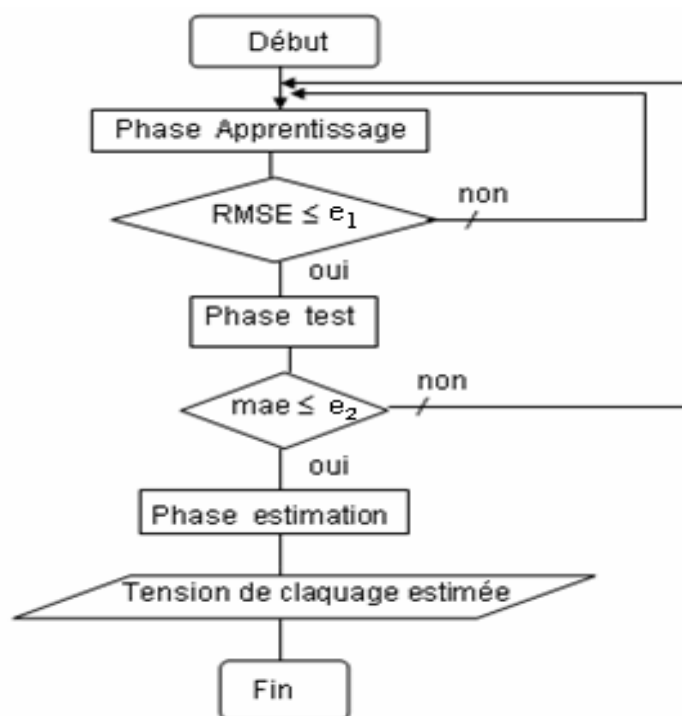 Début
Phase Apprentissage
non
RMSE ≤ e₁
oui
Phase test
non
mae ≤ e₂
oui
Phase estimation
Tension de claquage estimée
Fin